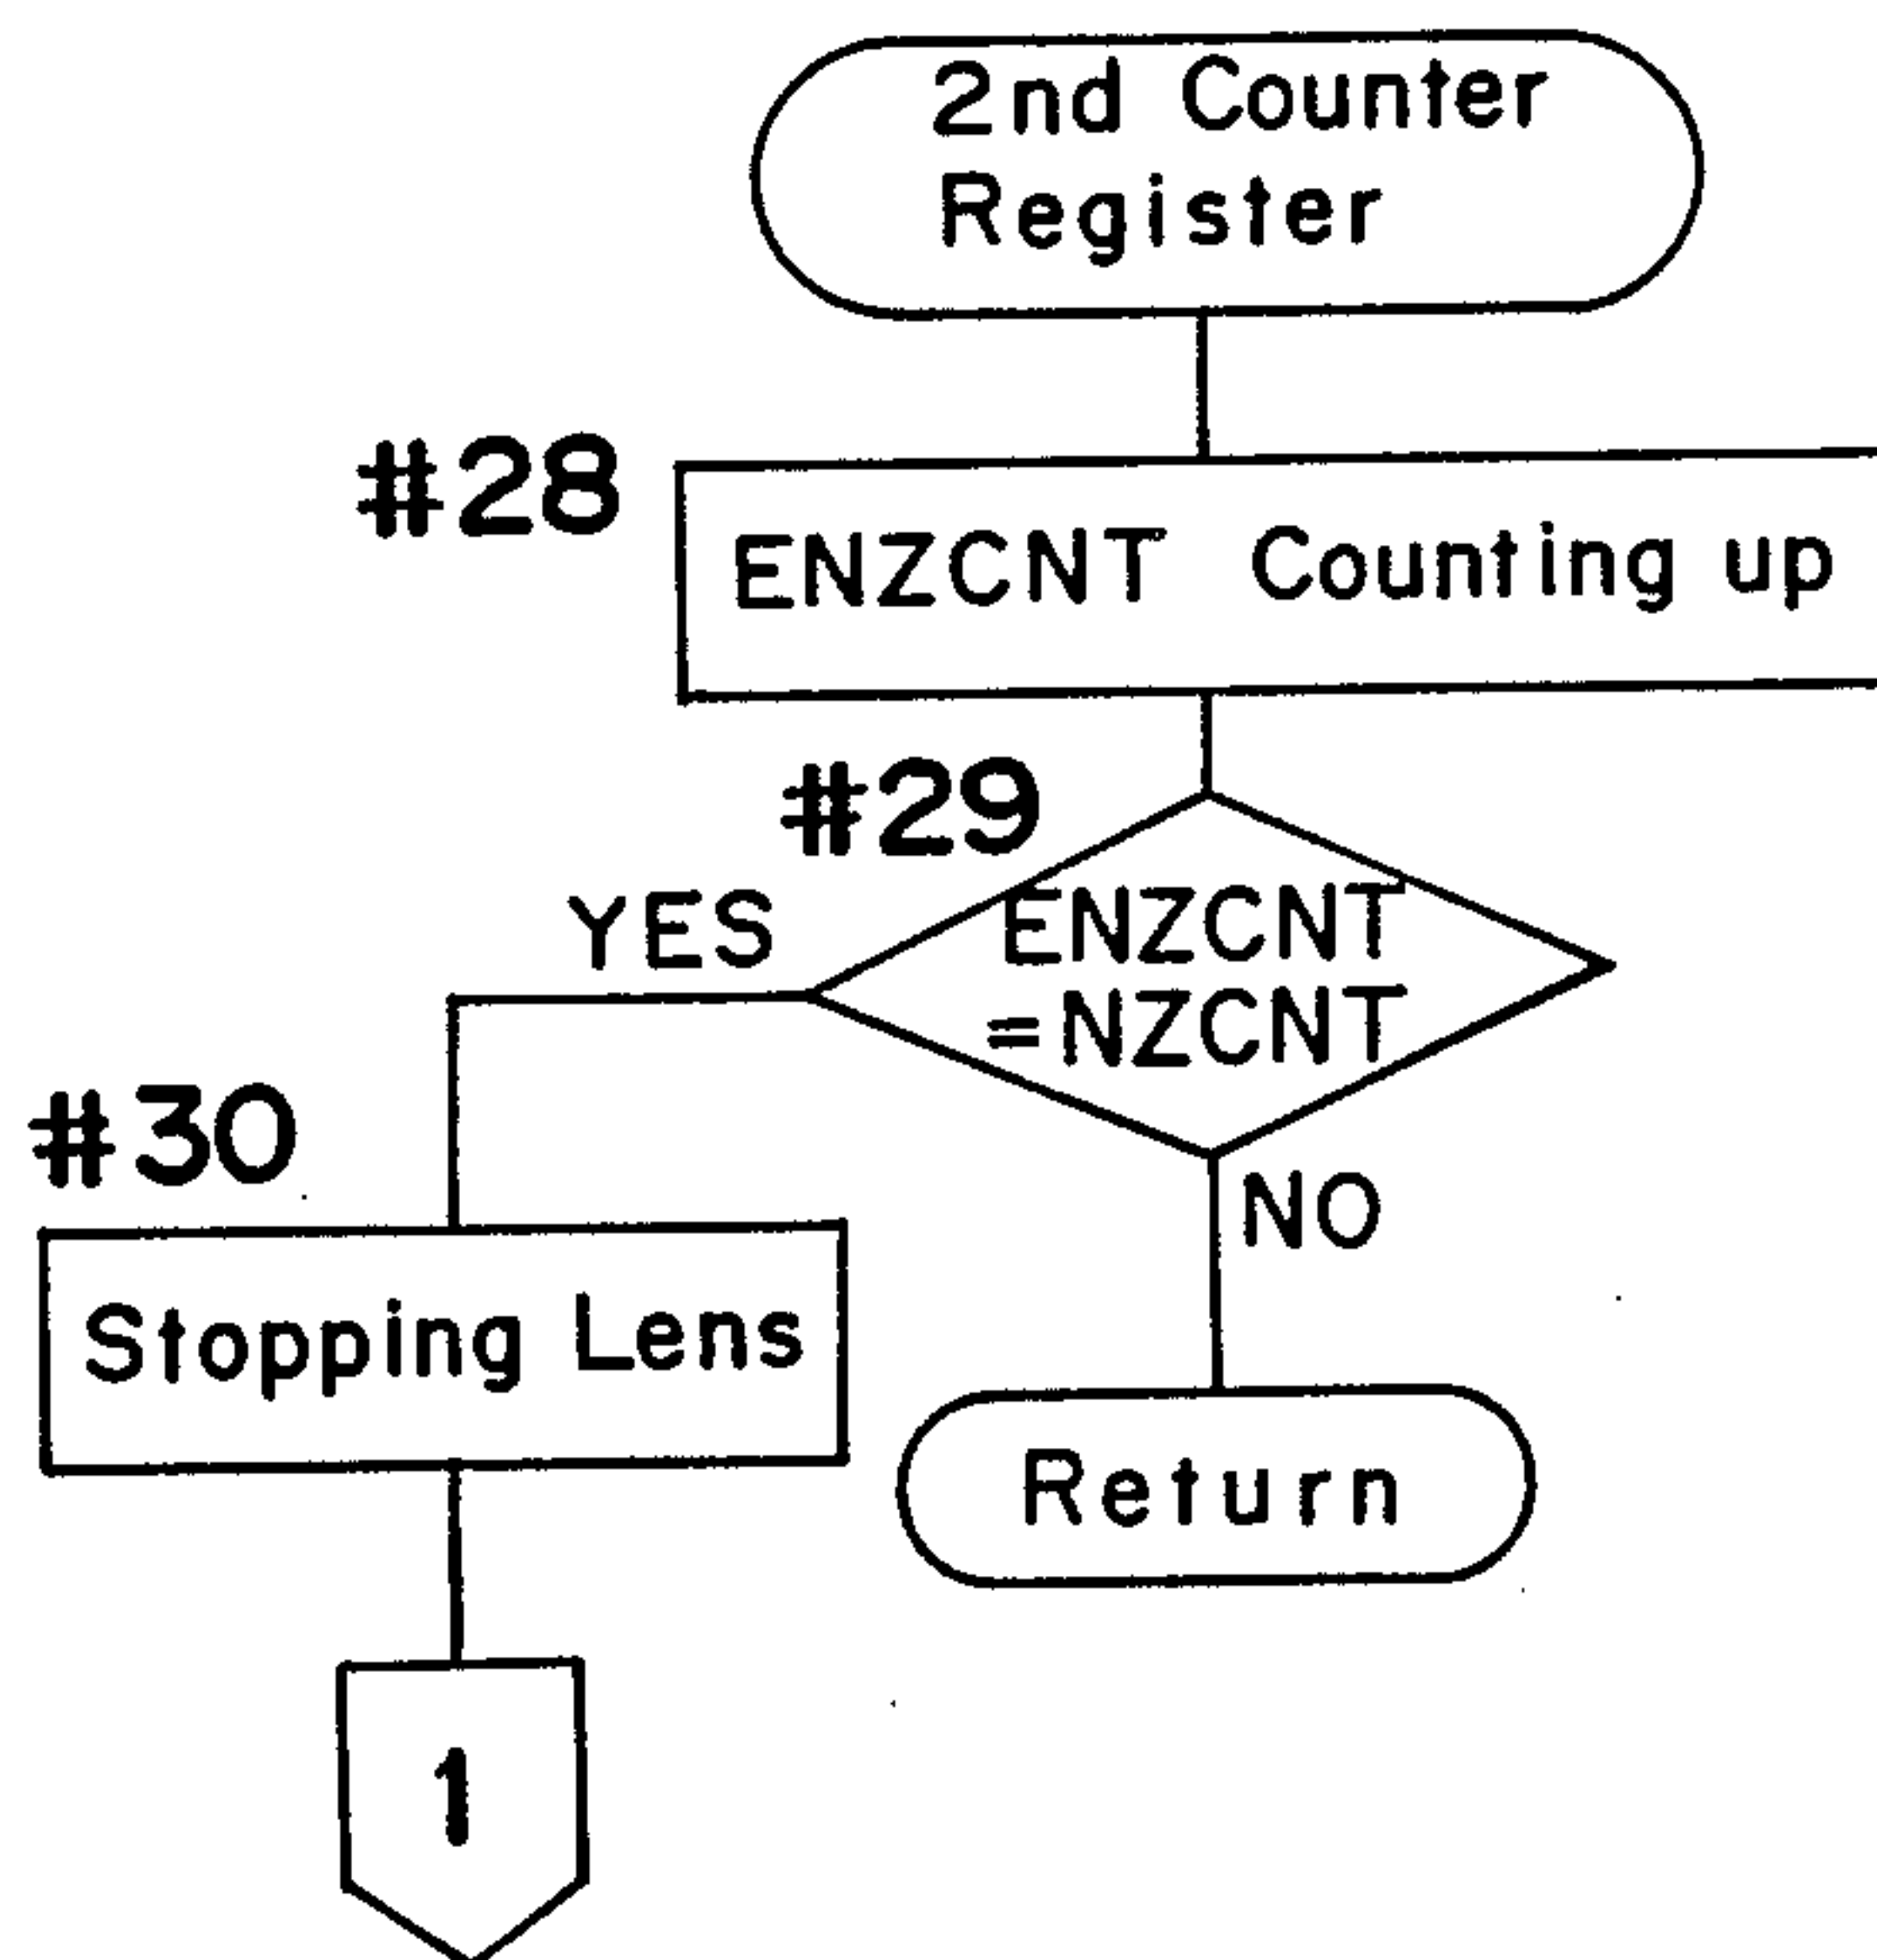 2nd Counter
Register
#28
ENZCNT Counting up
#29
YES
ENZCNT
=NZCNT
#30
NO
Stopping Lens
Return
1